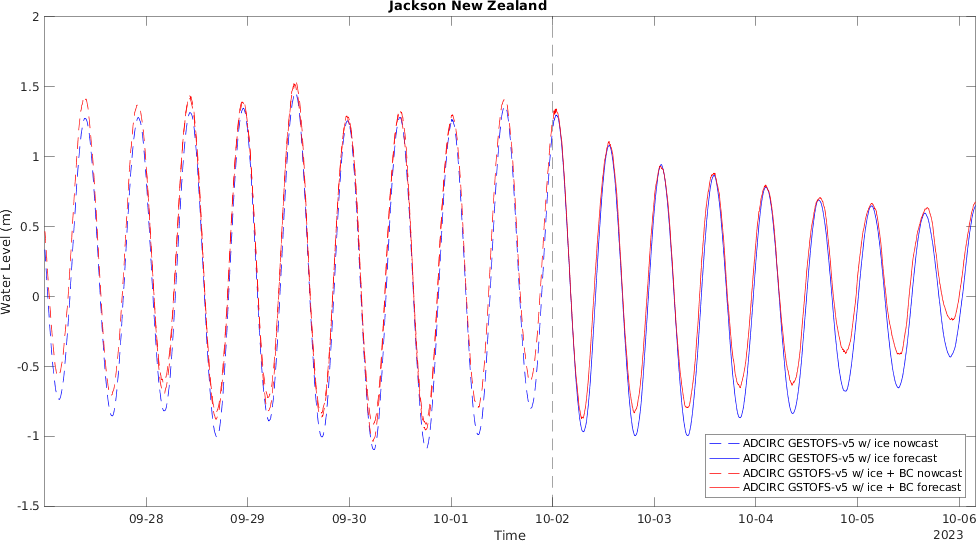 Jackson New Zealand
2
1.5
1
0.5
0
-0.5
-1
-1.5
Water Level (m)
ADCIRC GESTOFS-v5 w/ ice nowcast
ADCIRC GESTOFS-v5 w/ ice forecast
ADCIRC GSTOFS-v5 w/ ice + BC nowcast
ADCIRC GSTOFS-v5 w/ ice + BC forecast
09-28 09-29 09-30 10-01 10-02 10-03 10-04 10-05 10-06
Time 2023